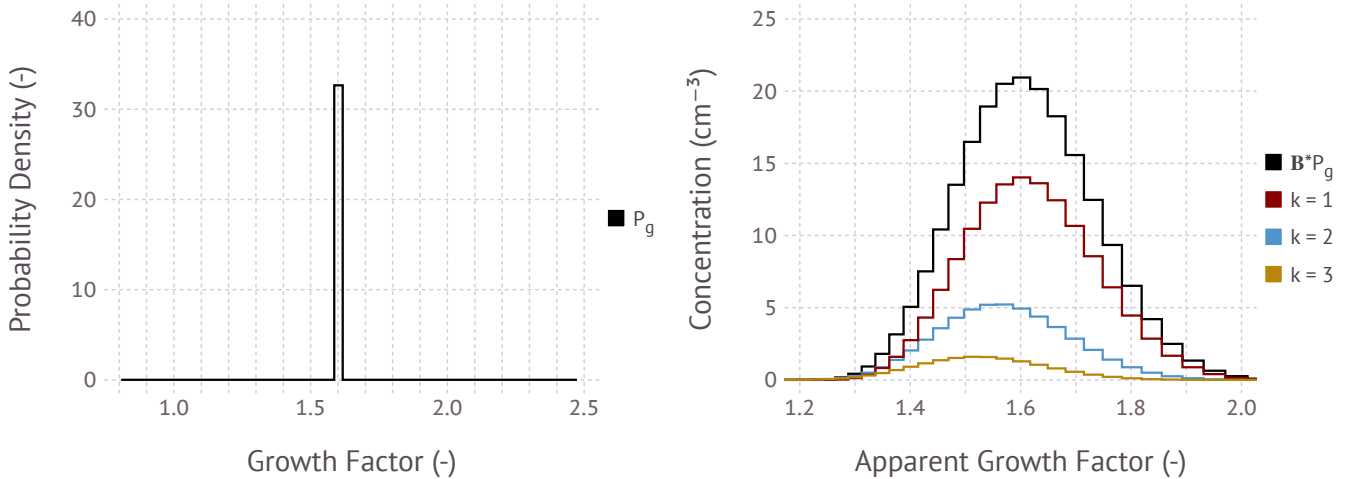 Probability Density (-)
40
30
20
10
0
1.0 1.5 2.0 2.5
Growth Factor (-)
P_g
Concentration (cm⁻³)
25
20
15
10
5
0
1.2 1.4 1.6 1.8 2.0
Apparent Growth Factor (-)
𝐁*P_g
k = 1
k = 2
k = 3